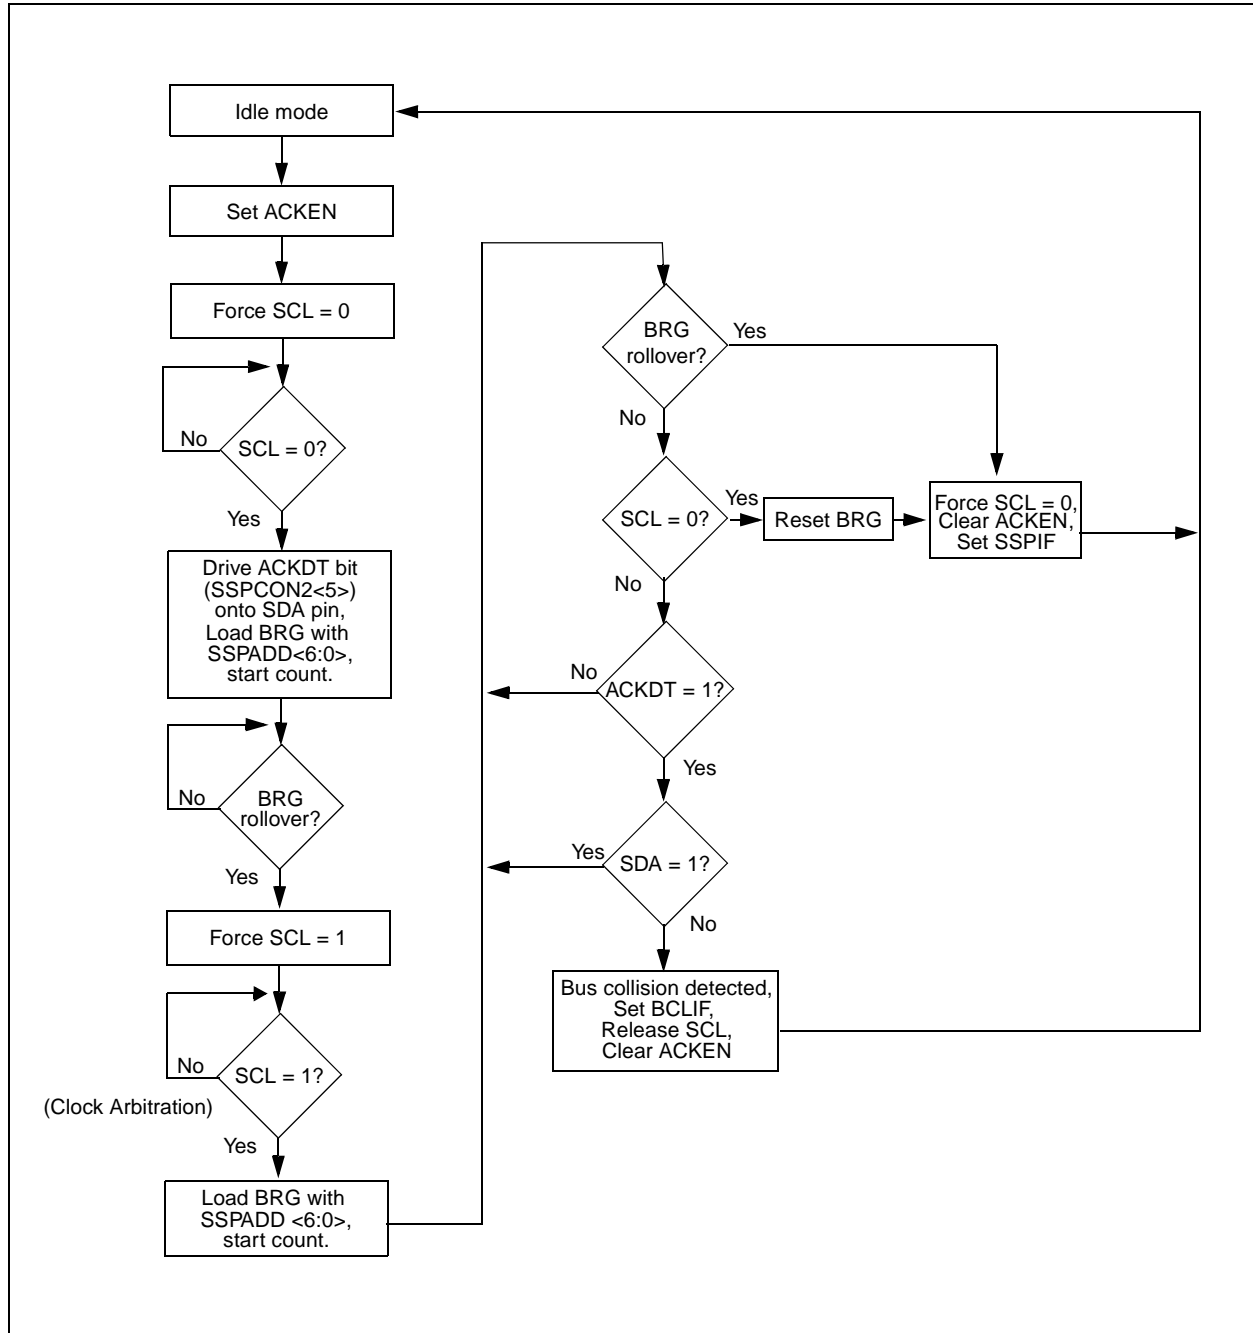 Idle mode
Set ACKEN
Force SCL = 0
No
SCL = 0?
Yes
Drive ACKDT bit
(SSPCON2<5>)
onto SDA pin,
Load BRG with
SSPADD<6:0>,
start count.
No
BRG
rollover?
Yes
Force SCL = 1
No
SCL = 1?
(Clock Arbitration)
Yes
Load BRG with
SSPADD <6:0>,
start count.
BRG
rollover?
Yes
No
SCL = 0?
Yes
Reset BRG
Force SCL = 0,
Clear ACKEN,
Set SSPIF
No
No
ACKDT = 1?
Yes
Yes
SDA = 1?
No
Bus collision detected,
Set BCLIF,
Release SCL,
Clear ACKEN